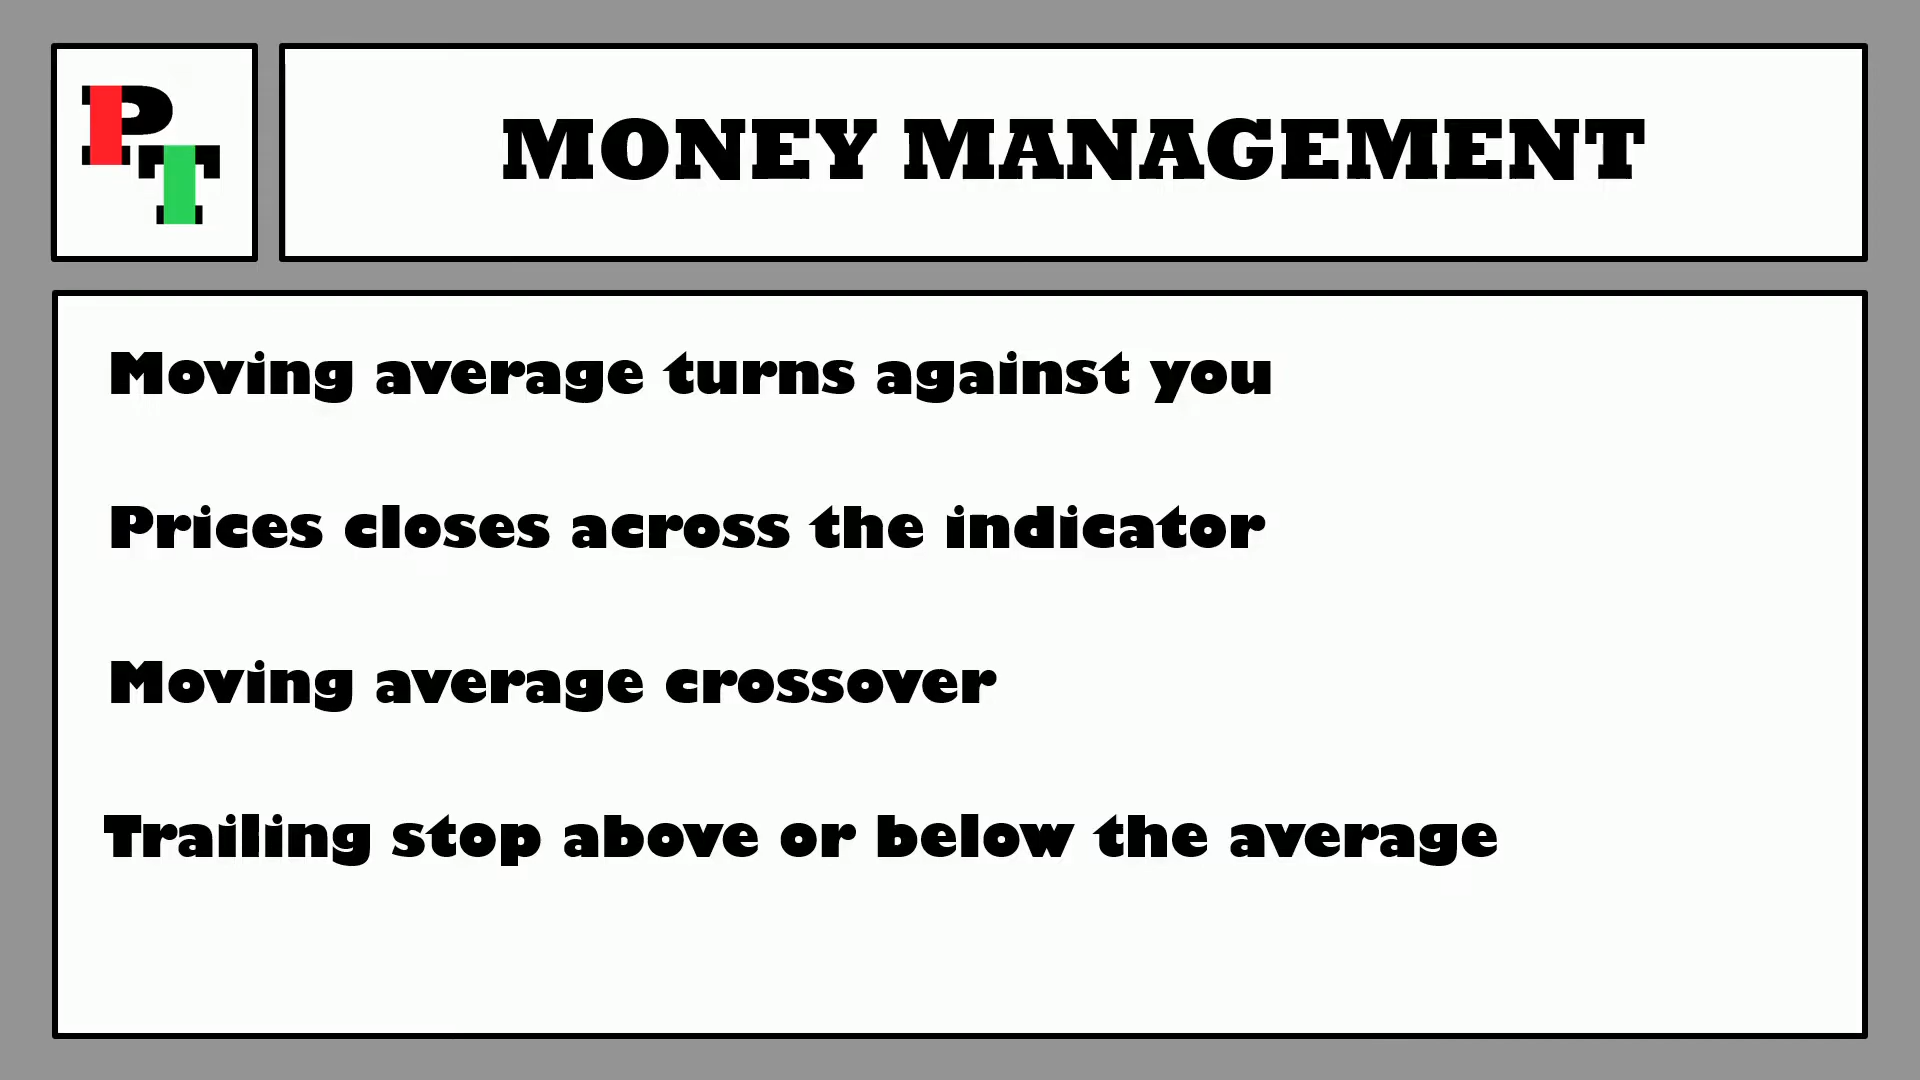 PT
MONEY MANAGEMENT
Moving average turns against you
Prices closes across the indicator
Moving average crossover
Trailing stop above or below the average